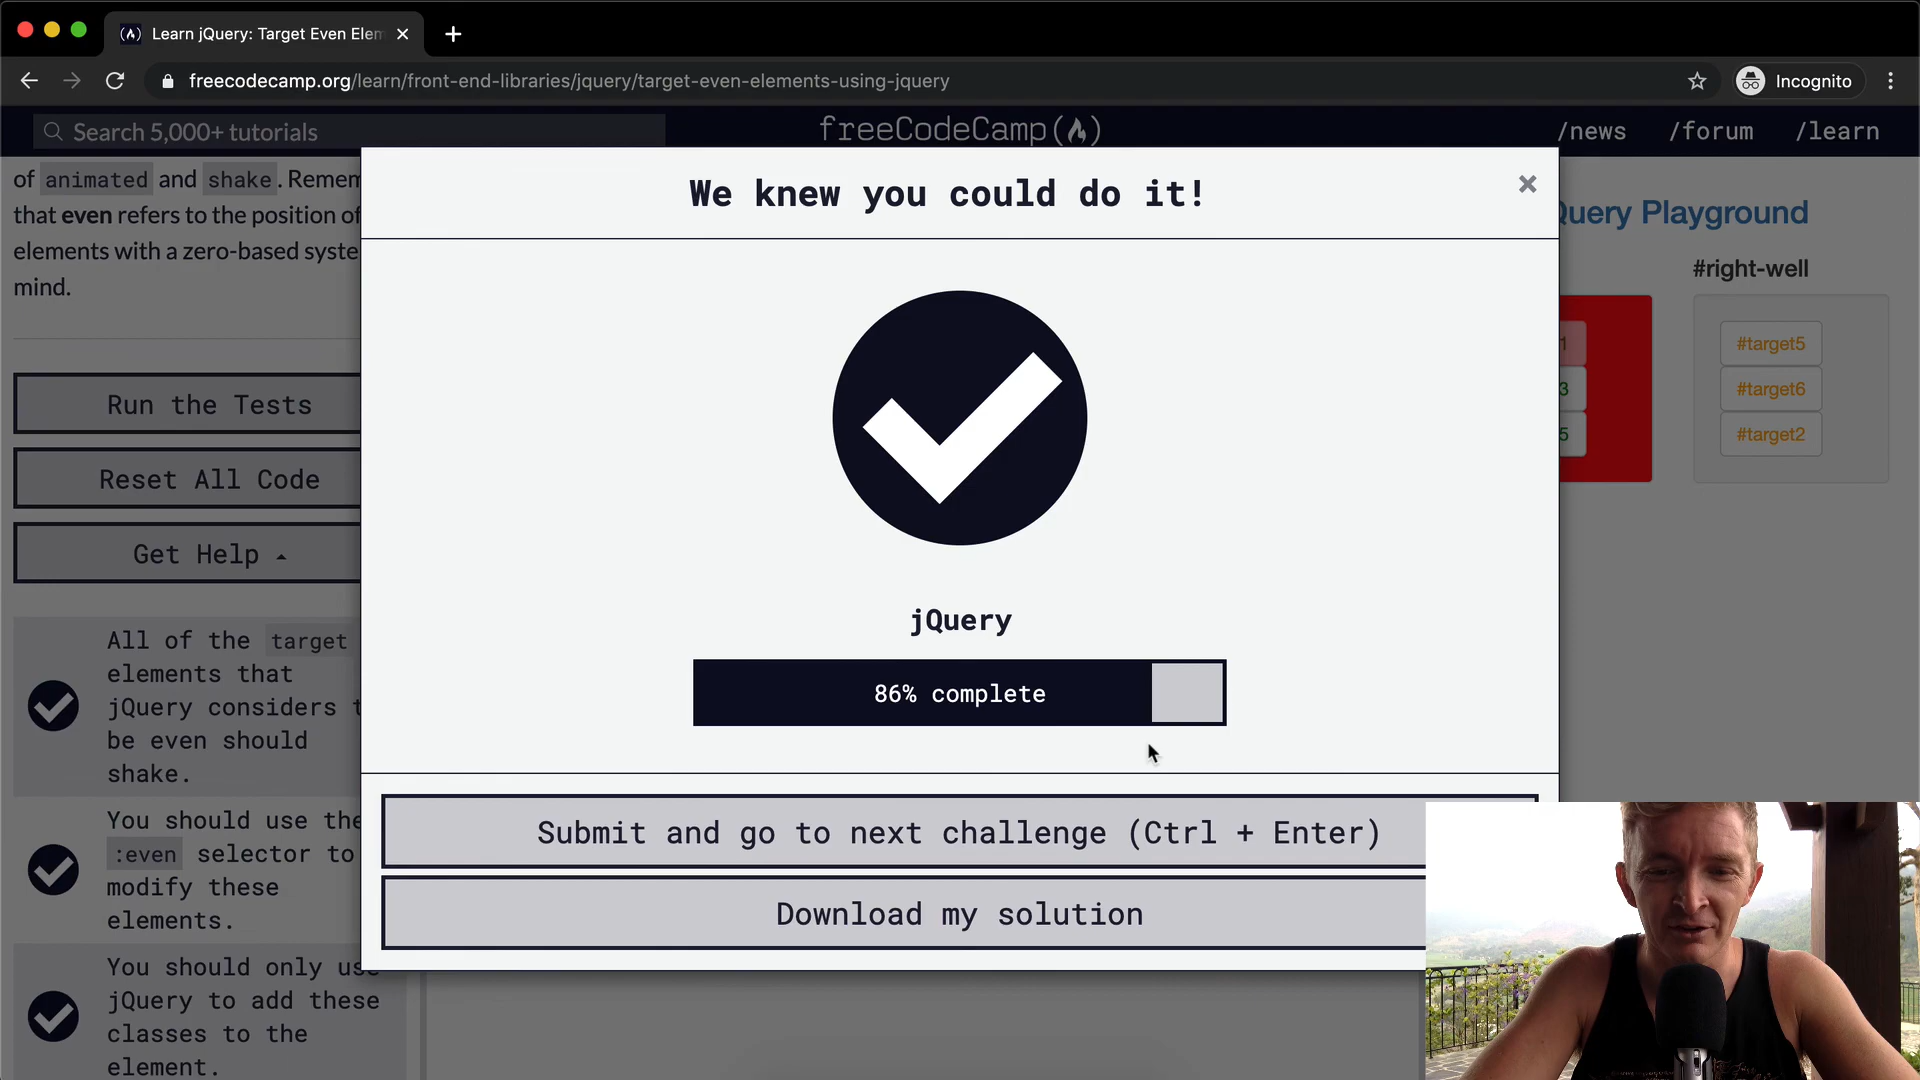 Learn jQuery: Target Even Elem
freecodecamp.org/learn/front-end-libraries/jquery/target-even-elements-using-jquery
Incognito
Search 5,000+ tutorials
freeCodeCamp
/news
/forum
/learn
of animated and shake. Remem
that even refers to the position of
elements with a zero-based syste
mind.
Run the Tests
Reset All Code
Get Help
All of the target
elements that
jQuery considers t
be even should
shake.
You should use the
:even selector to
modify these
elements.
You should only use
jQuery to add these
classes to the
element.
We knew you could do it!
jQuery
86% complete
Submit and go to next challenge (Ctrl + Enter)
Download my solution
Query Playground
#right-well
1
3
5
#target5
#target6
#target2